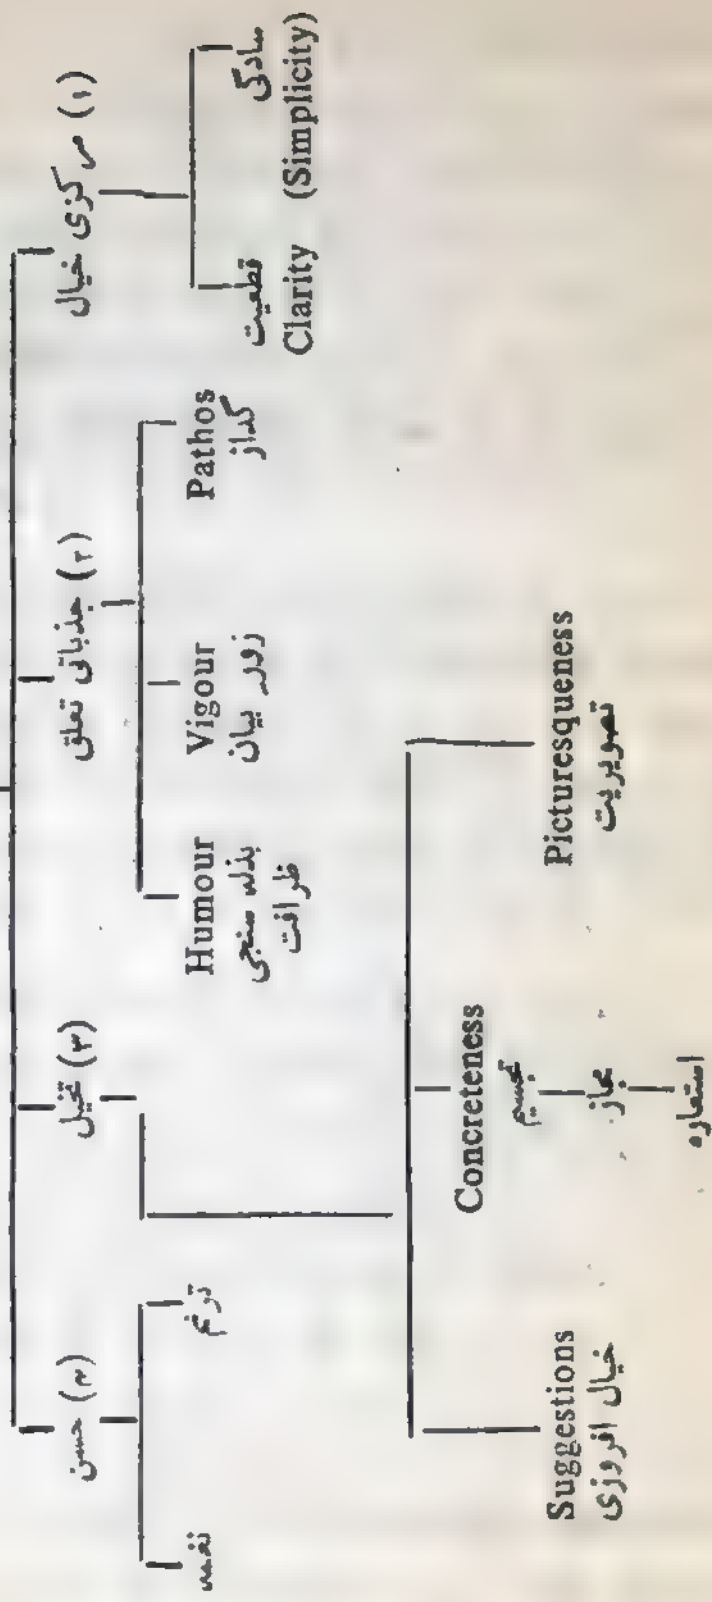 (۱) مرکزی خیال
سادگی
(Simplicity)
قطعیت
Clarity
(۲) جذباتی تعلق
Pathos
گداز
Vigour
زور بیان
Humour
بذلہ سنجی
ظرافت
(۳) تخیل
Picturesqueness
تصویریت
Concreteness
تجسیم
مجاز
استعارہ
Suggestions
خیال افروزی
(۴) حسن
ترنم
نغمہ